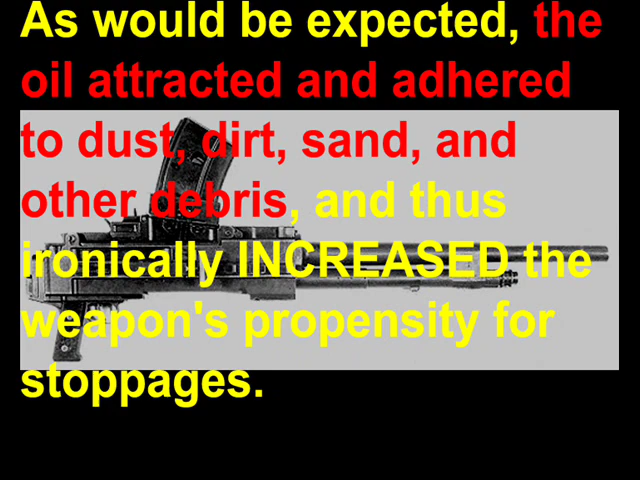 As would be expected, the
oil attracted and adhered
to dust, dirt, sand, and
other debris, and thus
ironically INCREASED the
weapon's propensity for
stoppages.